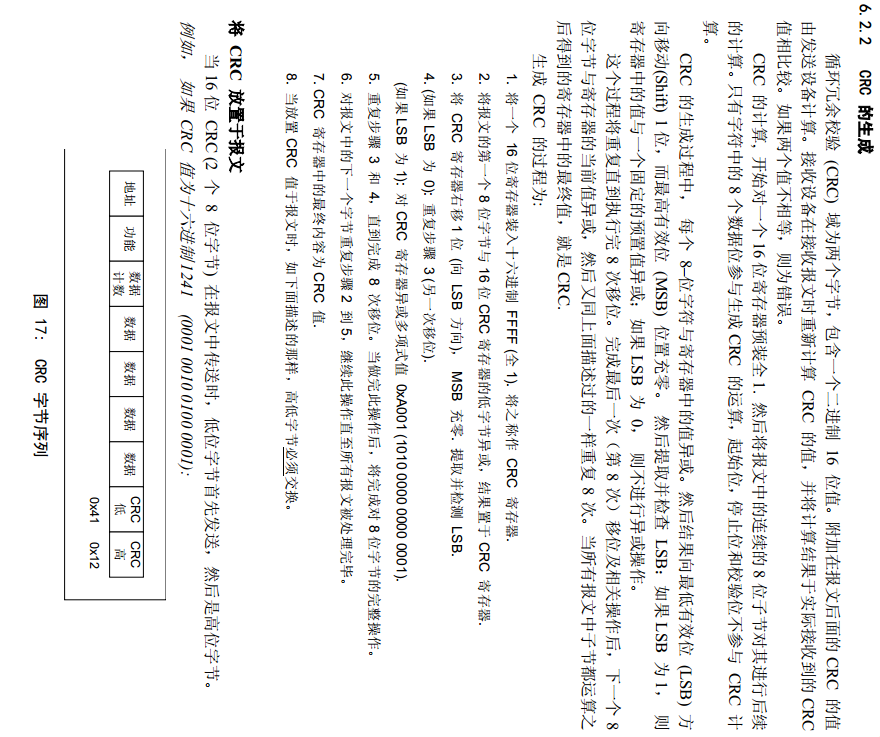 6.2.2 CRC 的生成
循环冗余校验 (CRC) 域为两个字节，包含一个二进制 16 位值。附加在报文后面的 CRC 的值
由发送设备计算。接收设备在接收报文时重新计算 CRC 的值，并将计算结果于实际接收到的 CRC
值相比较。如果两个值不相等，则为错误。
CRC 的计算，开始对一个 16 位寄存器预装全 1. 然后将报文中的连续的 8 位子节对其进行后续
的计算。只有字符中的 8 个数据位参与生成 CRC 的运算，起始位，停止位和校验位不参与 CRC 计
算。
CRC 的生成过程中， 每个 8–位字符与寄存器中的值异或。然后结果向最低有效位 (LSB) 方
向移动(Shift) 1 位，而最高有效位 (MSB) 位置充零。 然后提取并检查 LSB：如果 LSB 为 1， 则
寄存器中的值与一个固定的预置值异或；如果 LSB 为 0， 则不进行异或操作。
这个过程将重复直到执行完 8 次移位。完成最后一次（第 8 次）移位及相关操作后，下一个 8
位字节与寄存器的当前值异或，然后又同上面描述过的一样重复 8 次。当所有报文中子节都运算之
后得到的寄存器中的最终值，就是 CRC.
生成 CRC 的过程为:
1. 将一个 16 位寄存器装入十六进制 FFFF (全 1). 将之称作 CRC 寄存器.
2. 将报文的第一个 8 位字节与 16 位 CRC 寄存器的低字节异或，结果置于 CRC 寄存器.
3. 将 CRC 寄存器右移 1 位 (向 LSB 方向)， MSB 充零. 提取并检测 LSB.
4. (如果 LSB 为 0): 重复步骤 3 (另一次移位).
(如果 LSB 为 1): 对 CRC 寄存器异或多项式值 0xA001 (1010 0000 0000 0001).
5. 重复步骤 3 和 4，直到完成 8 次移位。当做完此操作后，将完成对 8 位字节的完整操作。
6. 对报文中的下一个字节重复步骤 2 到 5，继续此操作直至所有报文被处理完毕。
7. CRC 寄存器中的最终内容为 CRC 值.
8. 当放置 CRC 值于报文时，如下面描述的那样，高低字节必须交换。
将 CRC 放置于报文
当 16 位 CRC (2 个 8 位字节) 在报文中传送时，低位字节首先发送，然后是高位字节。
例如， 如果 CRC 值为十六进制 1241 (0001 0010 0100 0001):
地址 功能 数据计数 数据 数据 数据 数据 CRC低 CRC高
0x41 0x12
图 17： CRC 字节序列